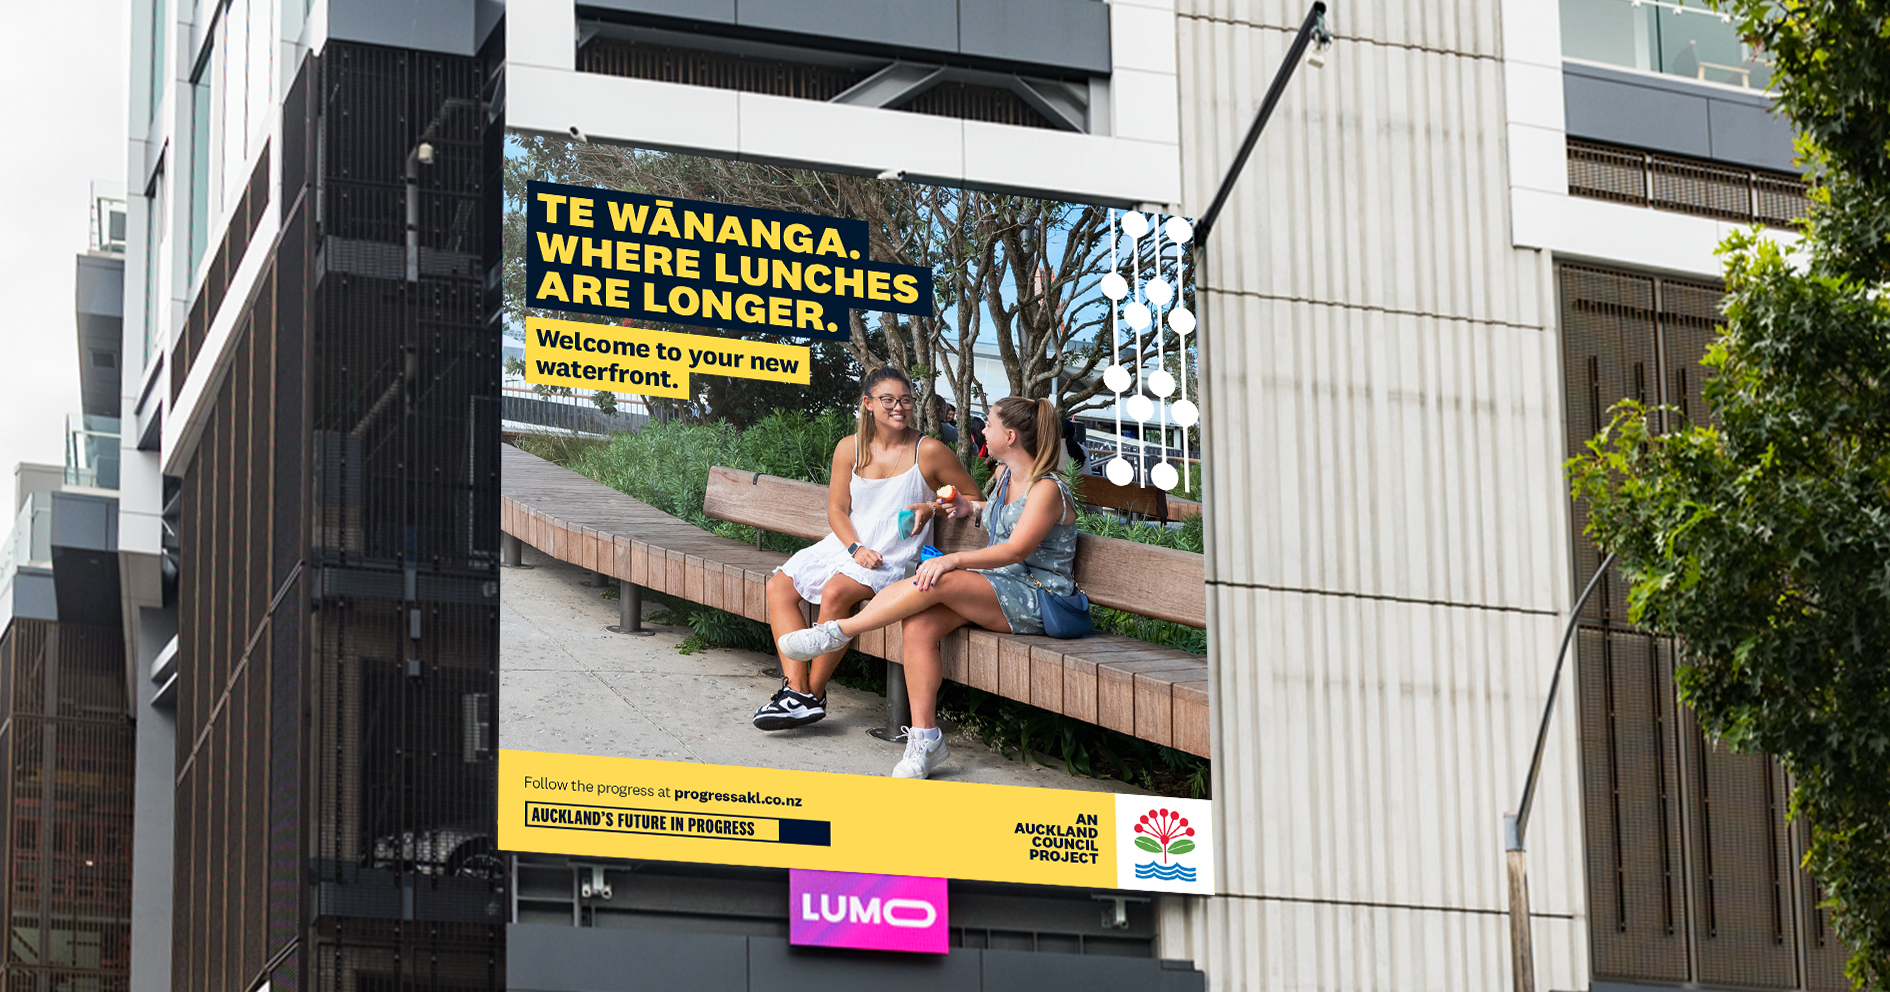 TE WĀNANGA.
WHERE LUNCHES
ARE LONGER.
Welcome to your new
waterfront.
Follow the progress at progressakl.co.nz
AUCKLAND'S FUTURE IN PROGRESS
AN
AUCKLAND
COUNCIL
PROJECT
LUMO